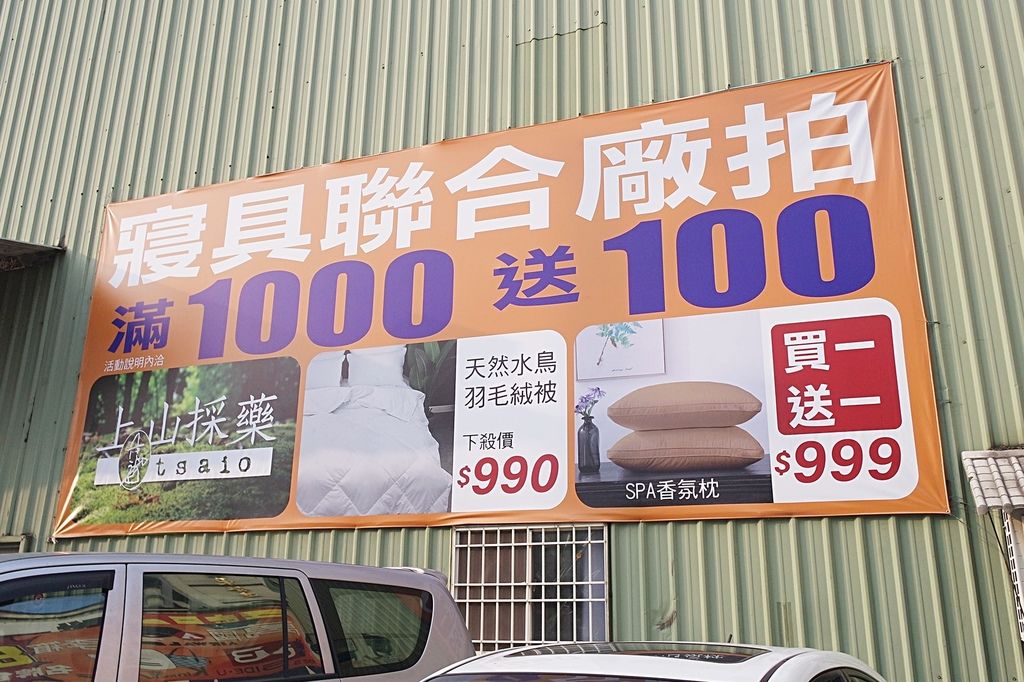 寢具聯合廠拍
滿1000 送100
活動說明內洽
上山採藥
tsaio
天然水鳥
羽毛絨被
下殺價
$990
SPA香氛枕
買一
送一
$999